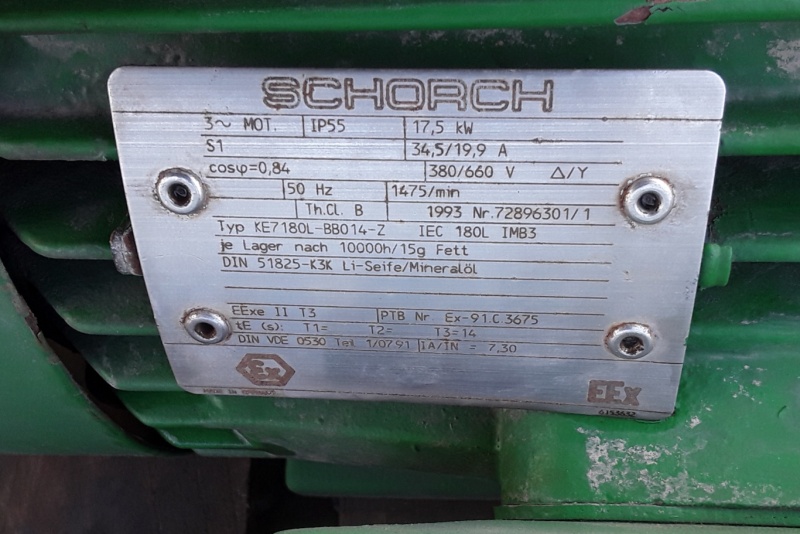 SCHORCH
3~ MOT. IP55 17,5 kW
S1 34,5/19,9 A
cosφ=0,84 380/660 V Δ/Y
50 Hz 1475/min
Th.Cl. B 1993 Nr.72896301/1
Typ KE7180L-BB014-Z IEC 180L IMB3
je Lager nach 10000h/15g Fett
DIN 51825-K3K Li-Seife/Mineralöl
EExe II T3 PTB Nr. Ex-91.C.3675
tE (s): T1= T2= T3=14
DIN VDE 0530 Teil 1/07.91 IA/IN = 7,30
Ex EEx
MADE IN GERMANY